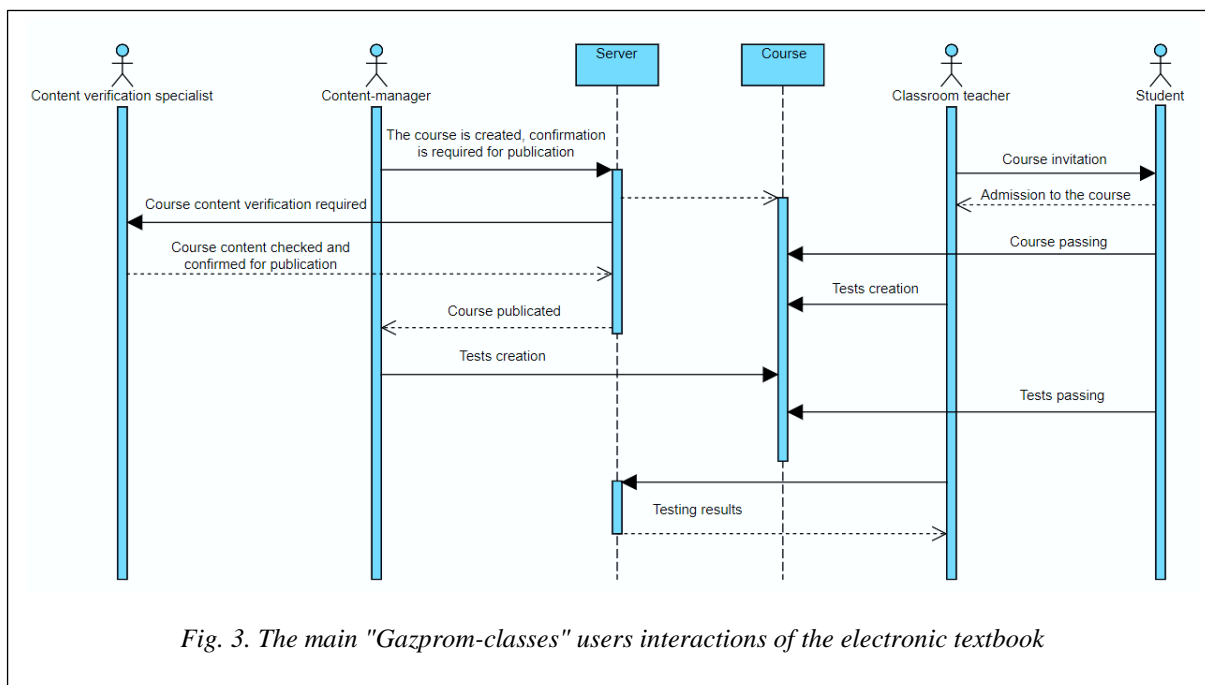 Server
Course
Content verification specialist
Content-manager
Classroom teacher
Student
The course is created, confirmation
is required for publication
Course invitation
Admission to the course
Course content verification required
Course content checked and
confirmed for publication
Course passing
Tests creation
Course publicated
Tests creation
Tests passing
Testing results
Fig. 3. The main "Gazprom-classes" users interactions of the electronic textbook